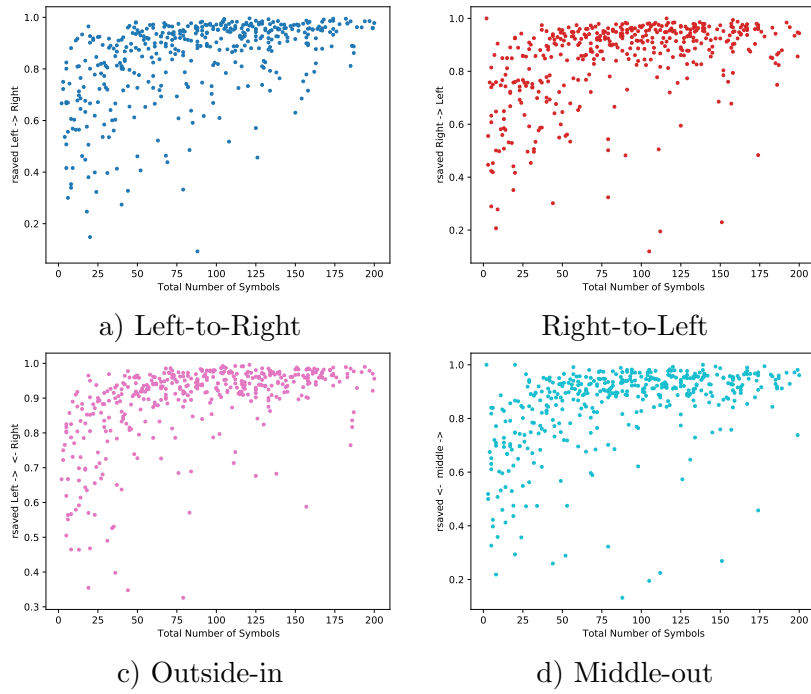 1.0
0.8
0.6
0.4
0.2
rsaved Left -> Right
0 25 50 75 100 125 150 175 200
Total Number of Symbols
a) Left-to-Right
1.0
0.8
0.6
0.4
0.2
rsaved Right -> Left
0 25 50 75 100 125 150 175 200
Total Number of Symbols
Right-to-Left
1.0
0.9
0.8
0.7
0.6
0.5
0.4
0.3
rsaved Left -> <- Right
0 25 50 75 100 125 150 175 200
Total Number of Symbols
c) Outside-in
1.0
0.8
0.6
0.4
0.2
rsaved <- middle ->
0 25 50 75 100 125 150 175 200
Total Number of Symbols
d) Middle-out